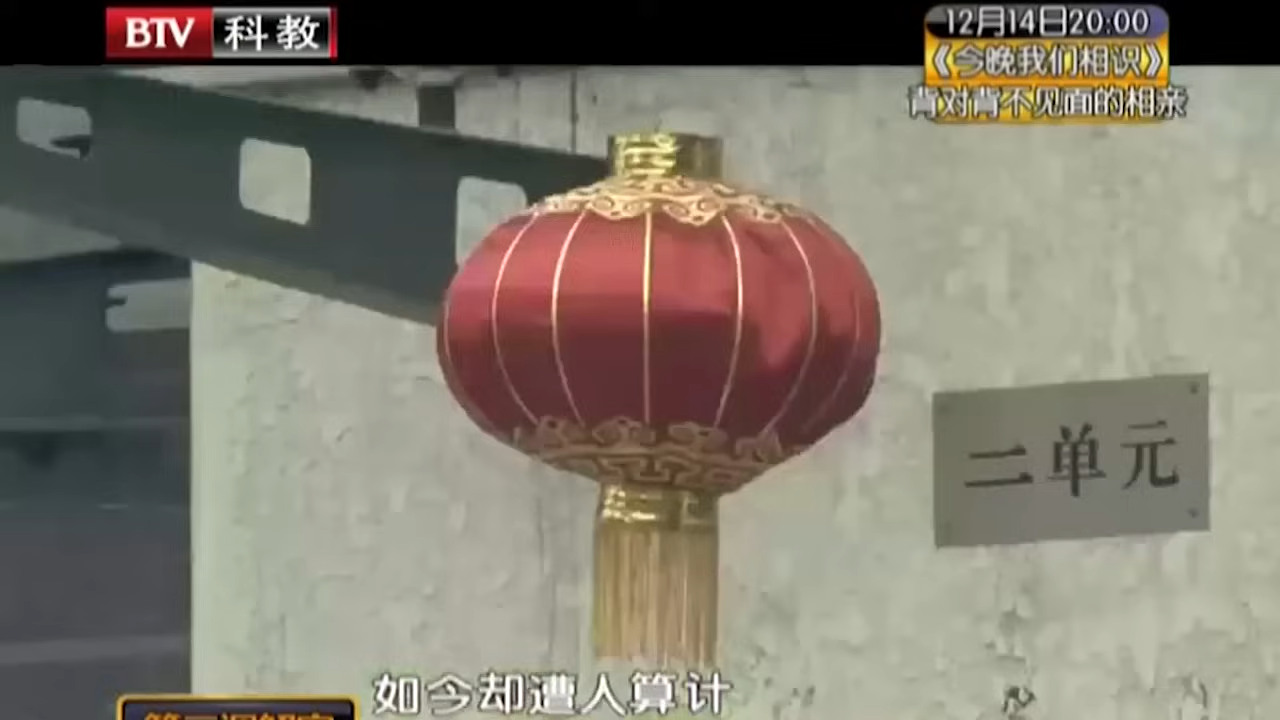 BTV 科教
12月14日20:00
《今晚我们相识》
背对背不见面的相亲
二单元
如今却遭人算计